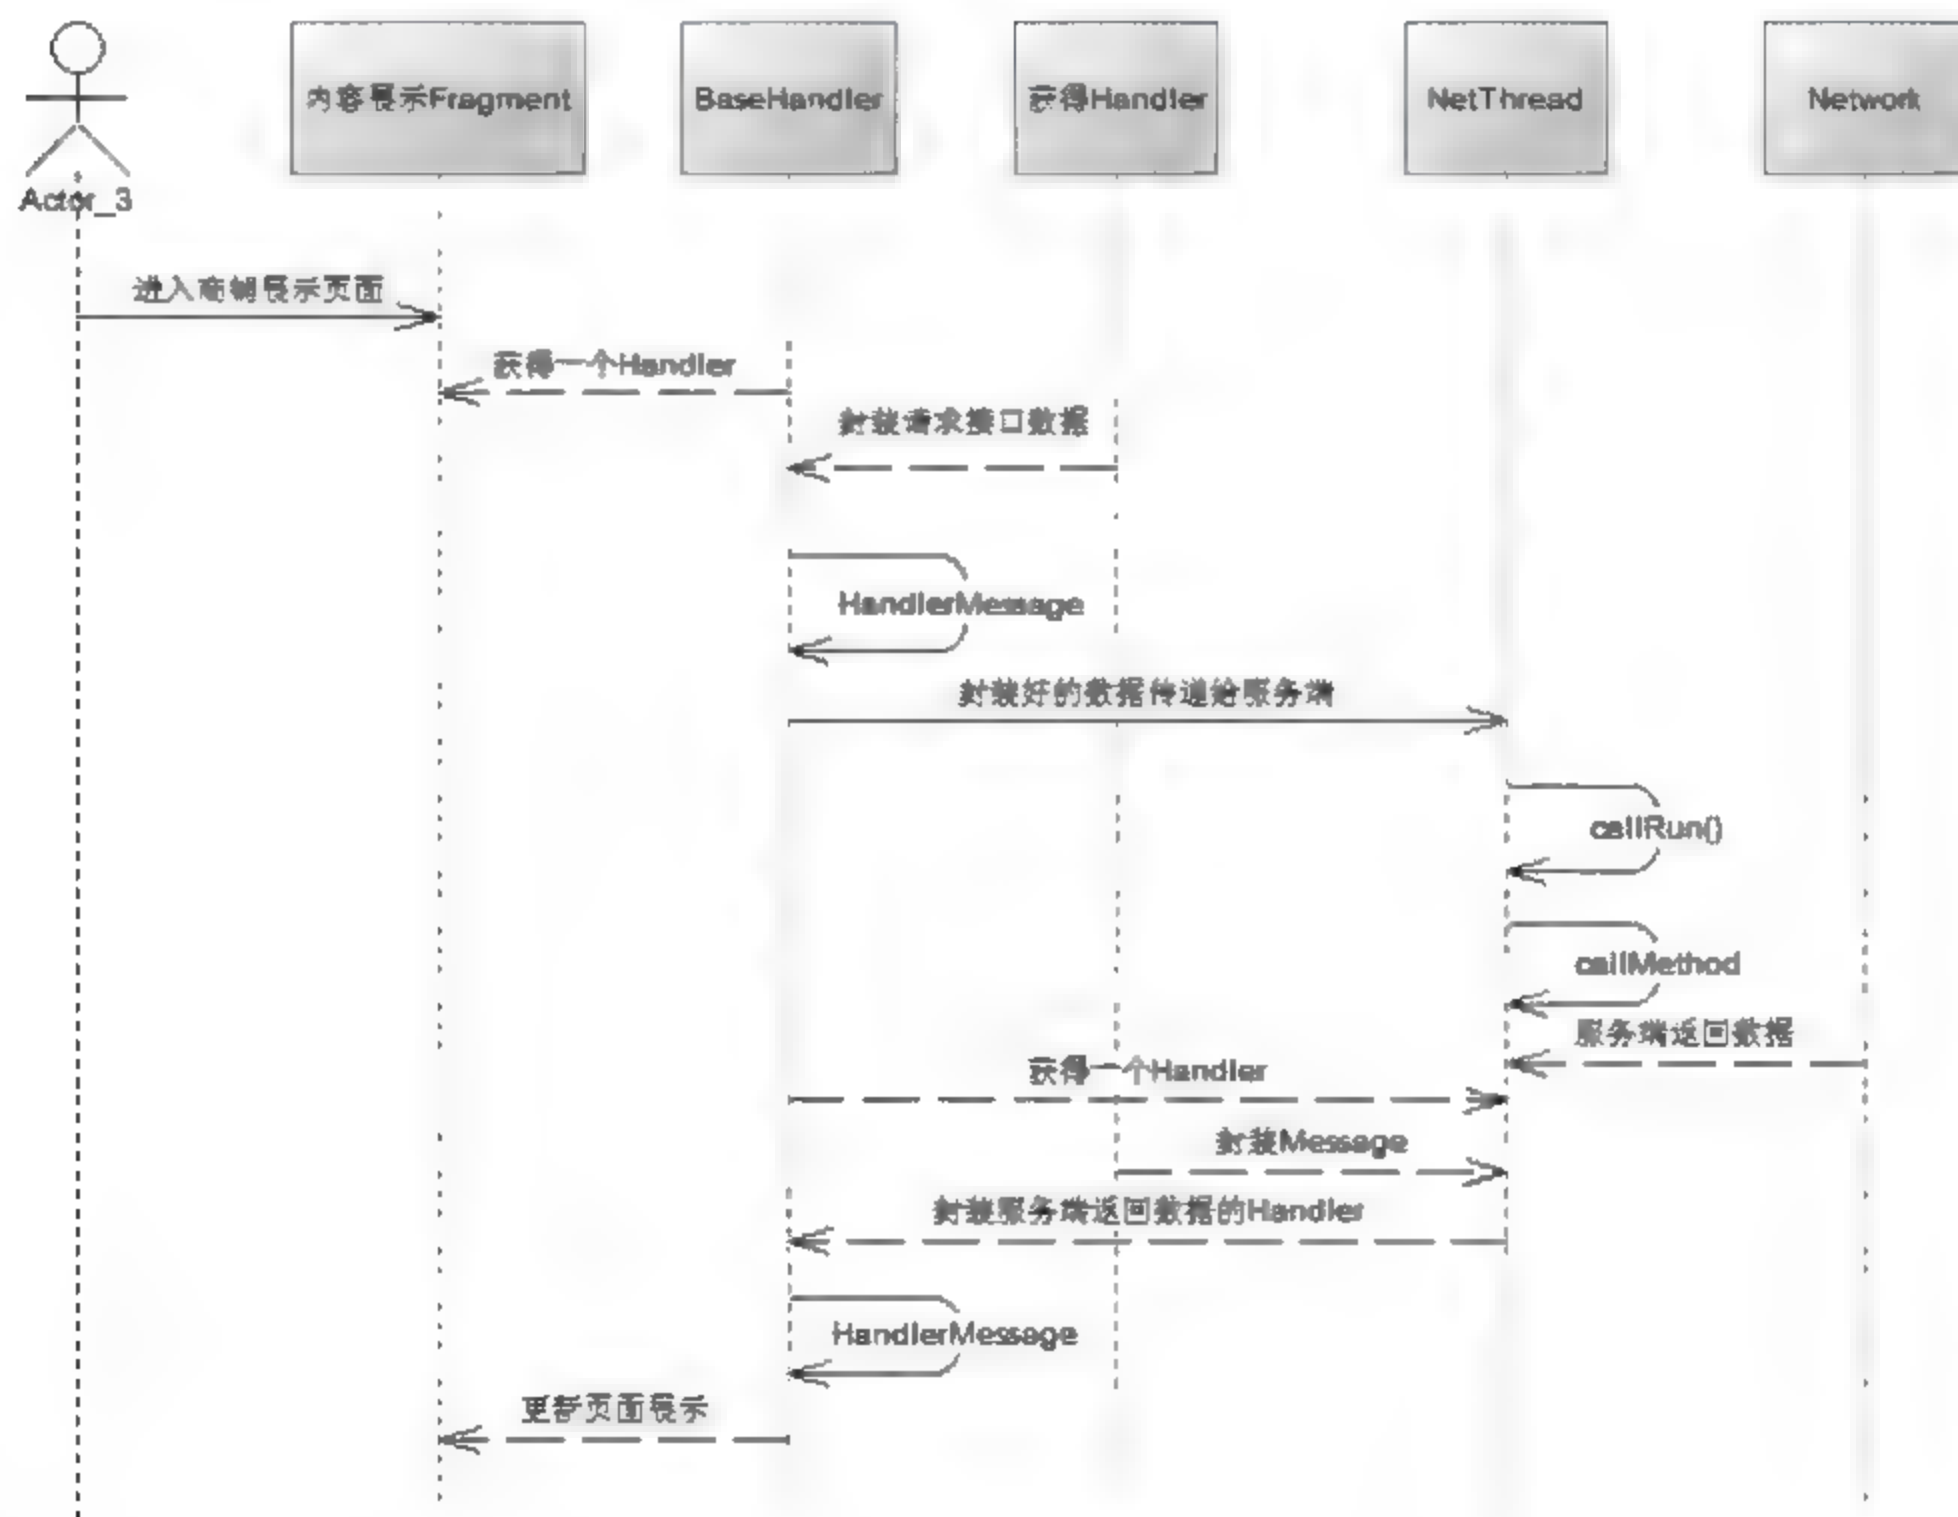 内容展示Fragment
BaseHandler
获得Handler
NetThread
Network
Actor_3
进入商铺展示页面
获得一个Handler
封装请求接口数据
HandlerMessage
封装好的数据传递给服务端
callRun()
callMethod
服务端返回数据
获得一个Handler
封装Message
封装服务端返回数据的Handler
HandlerMessage
更新页面展示